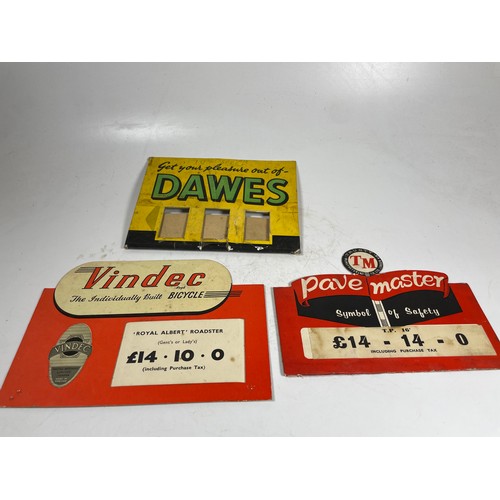 Get your pleasure out of-
DAWES
Vindec
The Individually Built BICYCLE
VINDEC
'ROYAL ALBERT' ROADSTER
(Gent's or Lady's)
£14 · 10 · 0
(including Purchase Tax)
TM
pave master
Symbol of Safety
T.P. 16
£14 - 14 - 0
INCLUDING PURCHASE TAX